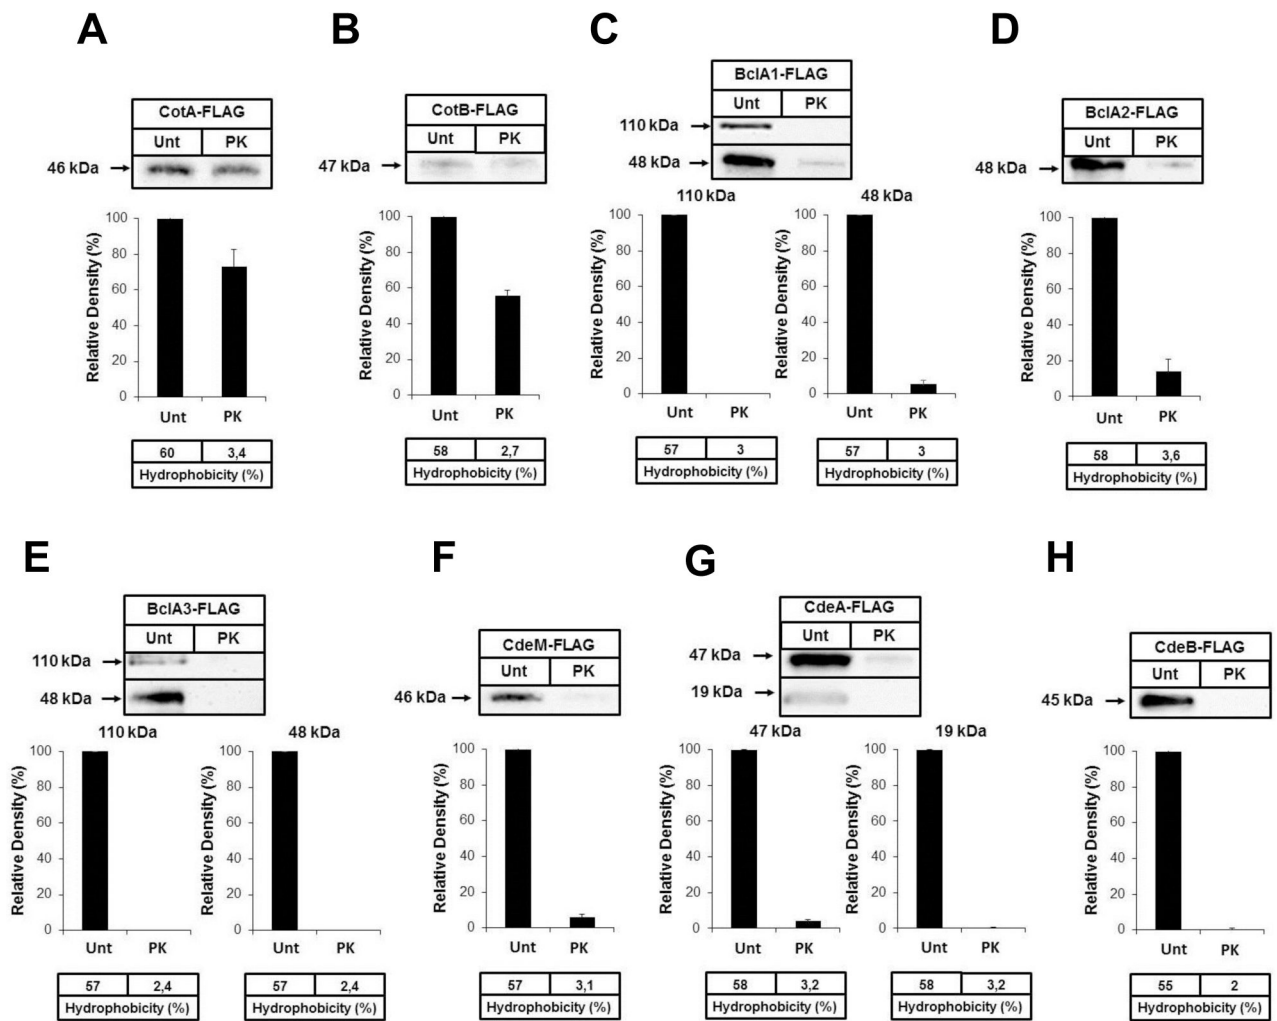 A
CotA-FLAG
Unt PK
46 kDa
Relative Density (%)
100
80
60
40
20
0
Unt PK
60 3,4
Hydrophobicity (%)
B
CotB-FLAG
Unt PK
47 kDa
Relative Density (%)
100
80
60
40
20
0
Unt PK
58 2,7
Hydrophobicity (%)
C
BclA1-FLAG
Unt PK
110 kDa
48 kDa
110 kDa
Relative Density (%)
100
80
60
40
20
0
Unt PK
57 3
Hydrophobicity (%)
48 kDa
Relative Density (%)
100
80
60
40
20
0
Unt PK
57 3
Hydrophobicity (%)
D
BclA2-FLAG
Unt PK
48 kDa
Relative Density (%)
100
80
60
40
20
0
Unt PK
58 3,6
Hydrophobicity (%)
E
BclA3-FLAG
Unt PK
110 kDa
48 kDa
110 kDa
Relative Density (%)
100
80
60
40
20
0
Unt PK
57 2,4
Hydrophobicity (%)
48 kDa
Relative Density (%)
100
80
60
40
20
0
Unt PK
57 2,4
Hydrophobicity (%)
F
CdeM-FLAG
Unt PK
46 kDa
Relative Density (%)
100
80
60
40
20
0
Unt PK
57 3,1
Hydrophobicity (%)
G
CdeA-FLAG
Unt PK
47 kDa
19 kDa
47 kDa
Relative Density (%)
100
80
60
40
20
0
Unt PK
58 3,2
Hydrophobicity (%)
19 kDa
Relative Density (%)
100
80
60
40
20
0
Unt PK
58 3,2
Hydrophobicity (%)
H
CdeB-FLAG
Unt PK
45 kDa
Relative Density (%)
100
80
60
40
20
0
Unt PK
55 2
Hydrophobicity (%)